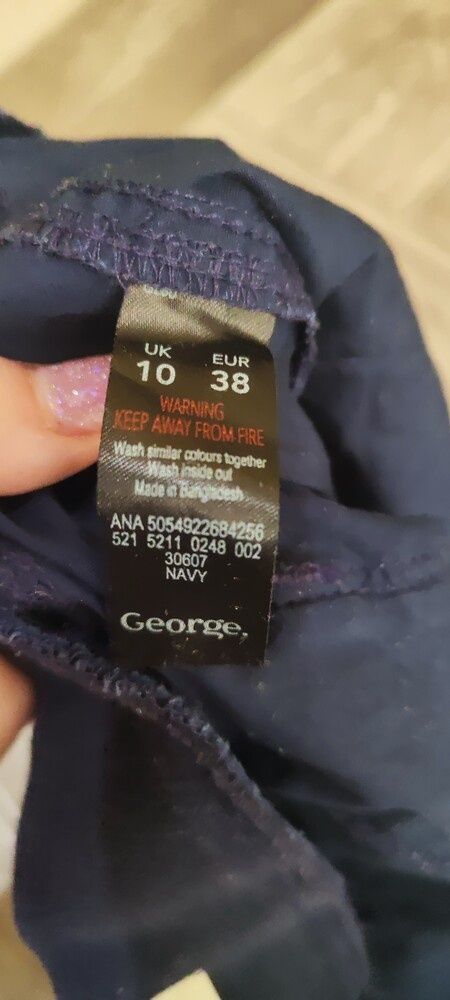 UK EUR
10 38
WARNING
KEEP AWAY FROM FIRE
Wash similar colours together
Wash inside out
Made in Bangladesh
ANA 5054922684256
521 5211 0248 002
30607
NAVY
George.